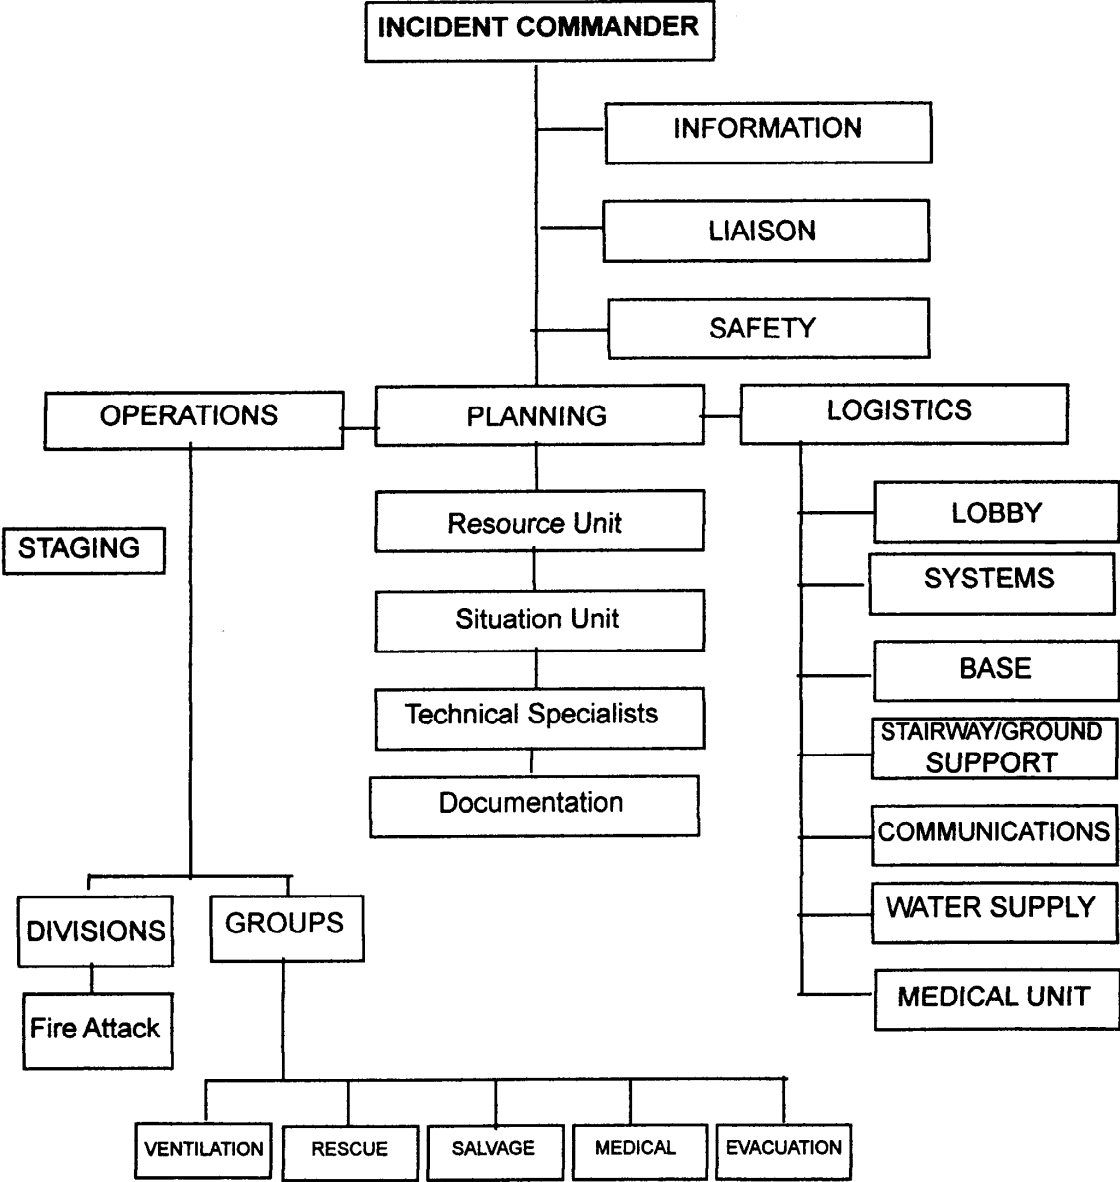 INCIDENT COMMANDER
INFORMATION
LIAISON
SAFETY
OPERATIONS
PLANNING
LOGISTICS
Resource Unit
LOBBY
STAGING
SYSTEMS
Situation Unit
BASE
Technical Specialists
STAIRWAY/GROUND
SUPPORT
Documentation
COMMUNICATIONS
WATER SUPPLY
DIVISIONS
GROUPS
MEDICAL UNIT
Fire Attack
VENTILATION
RESCUE
SALVAGE
MEDICAL
EVACUATION